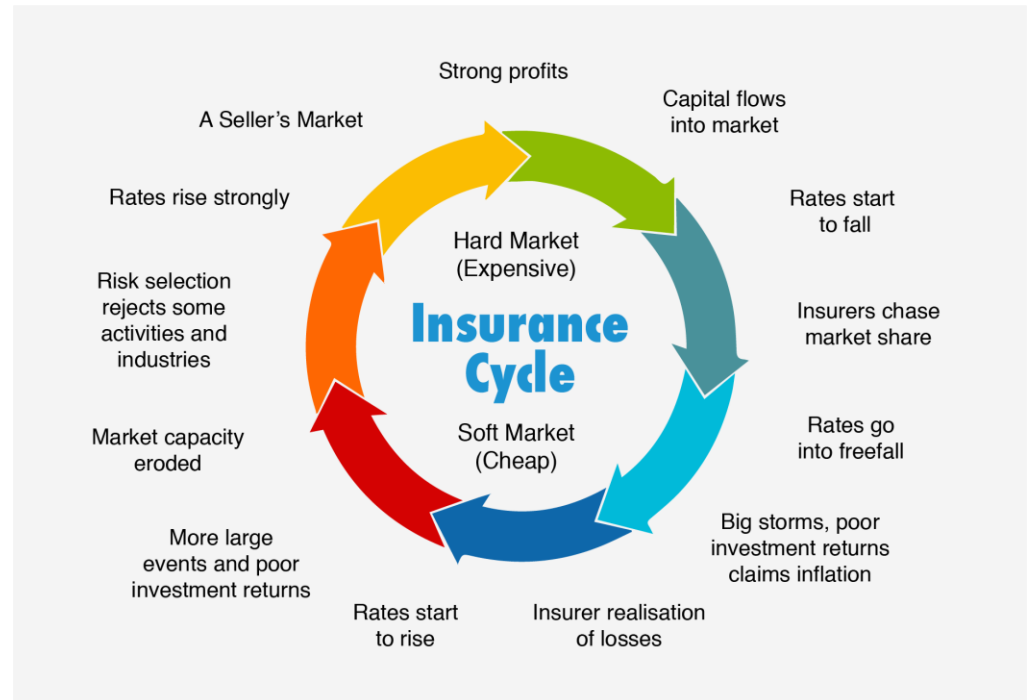 Strong profits
Capital flows
into market
Rates start
to fall
Insurers chase
market share
Rates go
into freefall
Big storms, poor
investment returns
claims inflation
Insurer realisation
of losses
Rates start
to rise
More large
events and poor
investment returns
Market capacity
eroded
Risk selection
rejects some
activities and
industries
Rates rise strongly
A Seller's Market
Hard Market
(Expensive)
Insurance
Cycle
Soft Market
(Cheap)